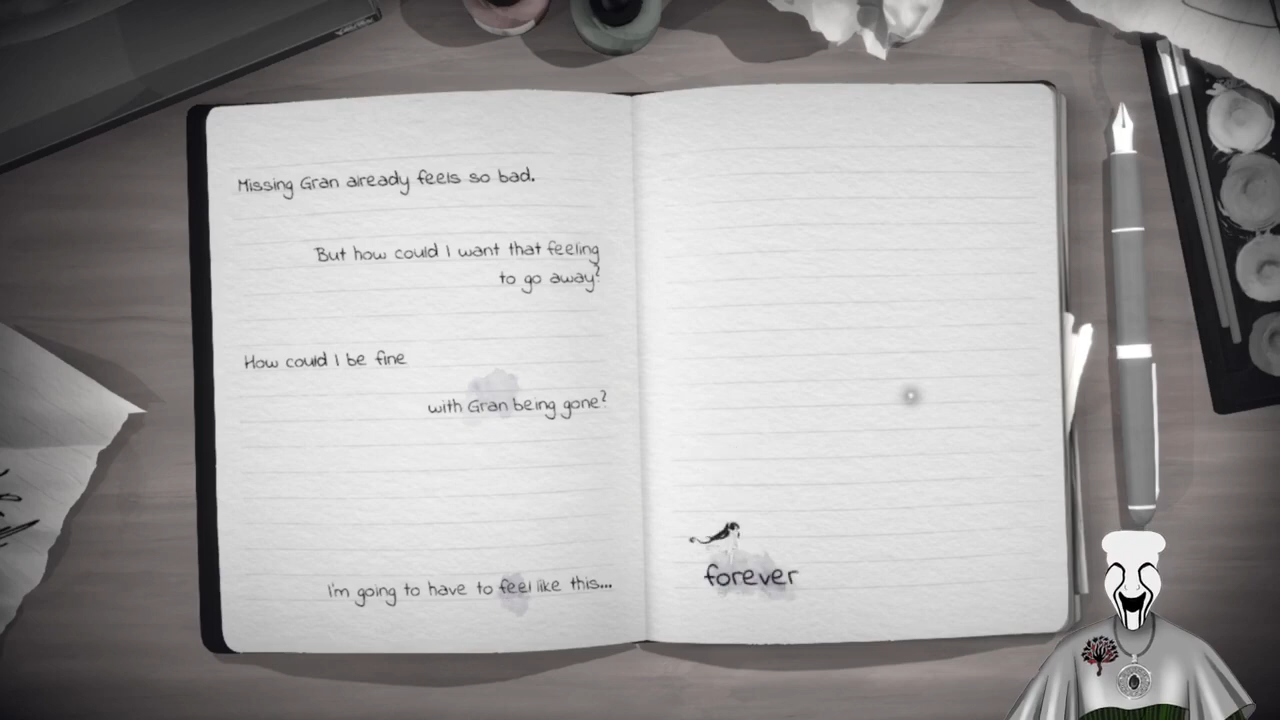 Missing Gran already feels so bad.
But how could I want that feeling
to go away?
How could I be fine
with Gran being gone?
I'm going to have to feel like this...
forever